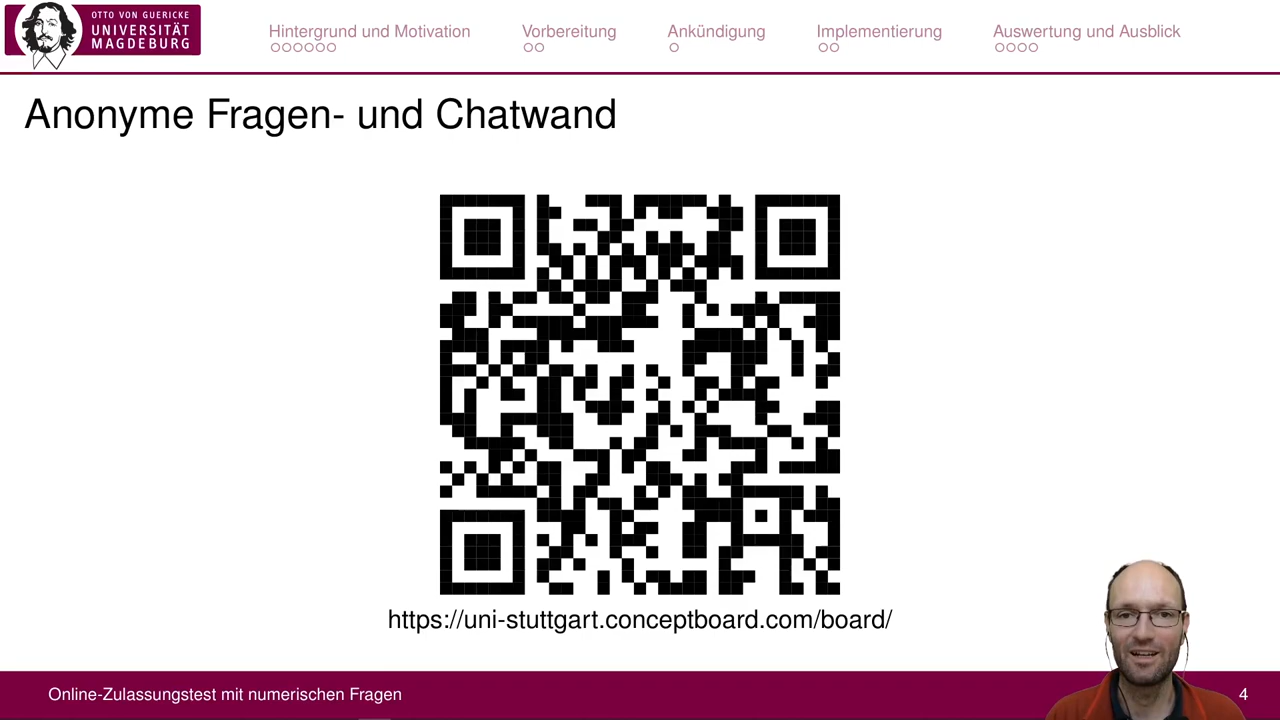 OTTO VON GUERICKE
UNIVERSITÄT
MAGDEBURG
Hintergrund und Motivation
Vorbereitung
Ankündigung
Implementierung
Auswertung und Ausblick
Anonyme Fragen- und Chatwand
https://uni-stuttgart.conceptboard.com/board/
Online-Zulassungstest mit numerischen Fragen
4